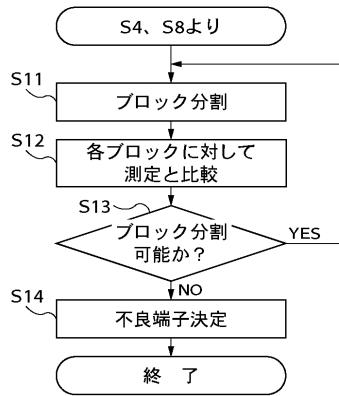 S4、S8より
S11
ブロック分割
S12
各ブロックに対して
測定と比較
S13
ブロック分割
可能か？
YES
NO
S14
不良端子決定
終　了